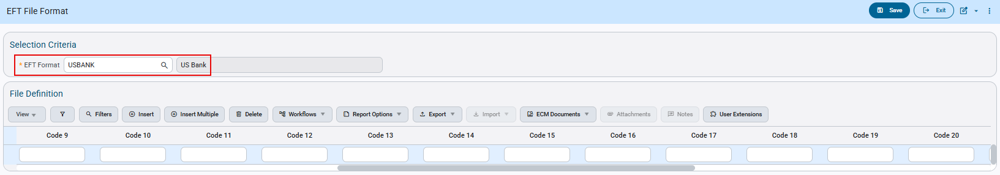 EFT File Format
Save
Exit
Selection Criteria
* EFT Format USBANK US Bank
File Definition
View Filters Insert Insert Multiple Delete Workflows Report Options Export Import ECM Documents Attachments Notes User Extensions
Code 9 Code 10 Code 11 Code 12 Code 13 Code 14 Code 15 Code 16 Code 17 Code 18 Code 19 Code 20